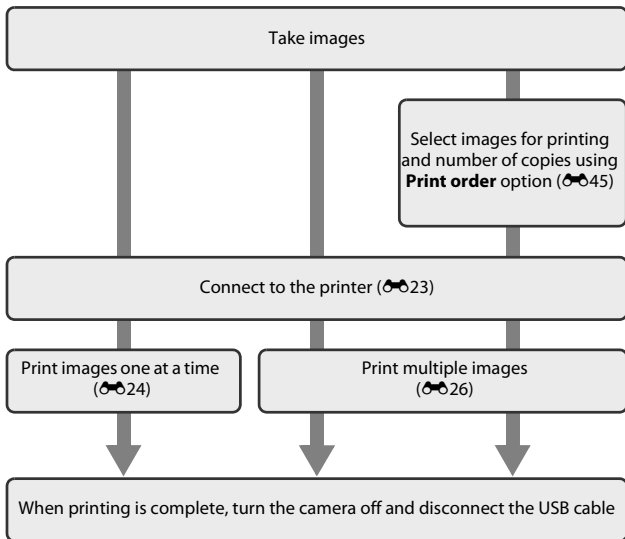 Take images
Select images for printing
and number of copies using
Print order option (45)
Connect to the printer (23)
Print images one at a time
(24)
Print multiple images
(26)
When printing is complete, turn the camera off and disconnect the USB cable